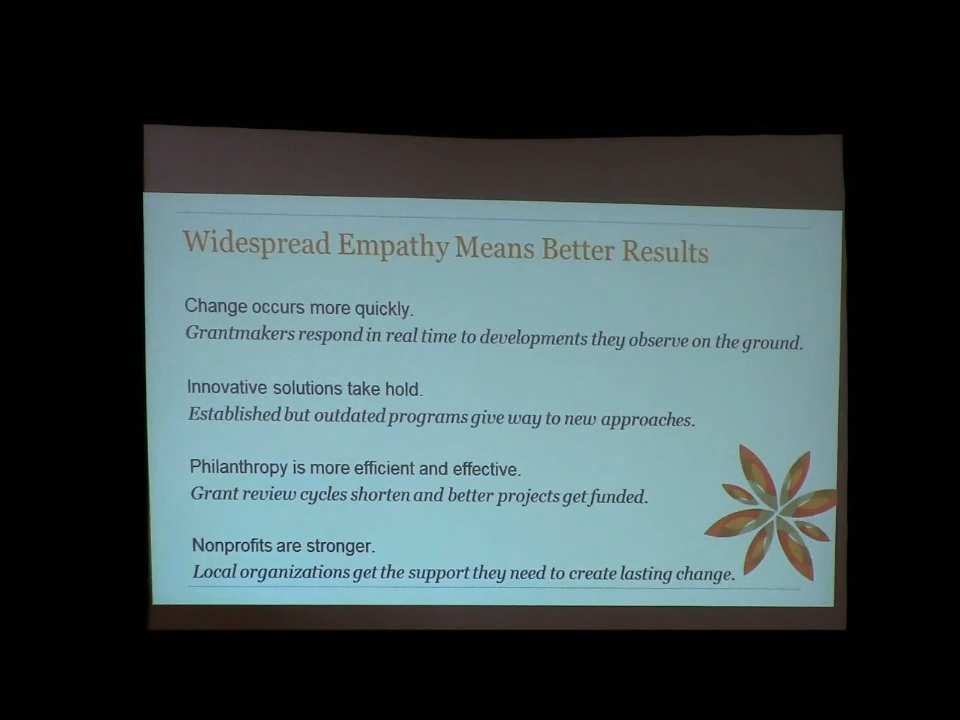 Widespread Empathy Means Better Results
Change occurs more quickly.
Grantmakers respond in real time to developments they observe on the ground.
Innovative solutions take hold.
Established but outdated programs give way to new approaches.
Philanthropy is more efficient and effective.
Grant review cycles shorten and better projects get funded.
Nonprofits are stronger.
Local organizations get the support they need to create lasting change.